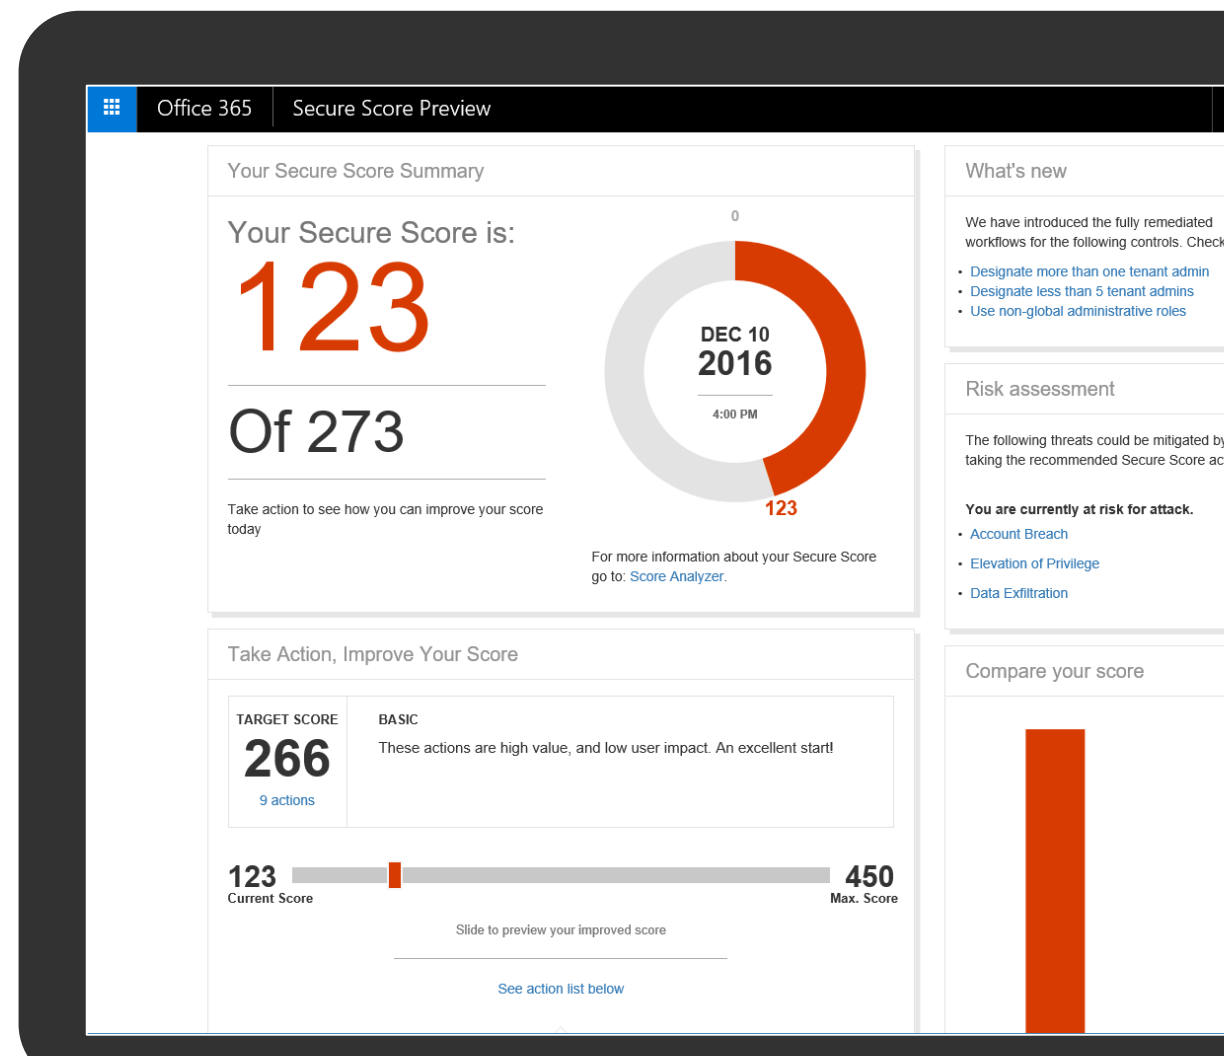 Office 365
Secure Score Preview
Your Secure Score Summary
Your Secure Score is:
123
Of 273
Take action to see how you can improve your score
today
0
DEC 10
2016
4:00 PM
123
For more information about your Secure Score
go to: Score Analyzer.
Take Action, Improve Your Score
TARGET SCORE
266
9 actions
BASIC
These actions are high value, and low user impact. An excellent start!
123
Current Score
450
Max. Score
Slide to preview your improved score
See action list below
What's new
We have introduced the fully remediated
workflows for the following controls. Check
• Designate more than one tenant admin
• Designate less than 5 tenant admins
• Use non-global administrative roles
Risk assessment
The following threats could be mitigated by
taking the recommended Secure Score
You are currently at risk for attack.
• Account Breach
• Elevation of Privilege
• Data Exfiltration
Compare your score